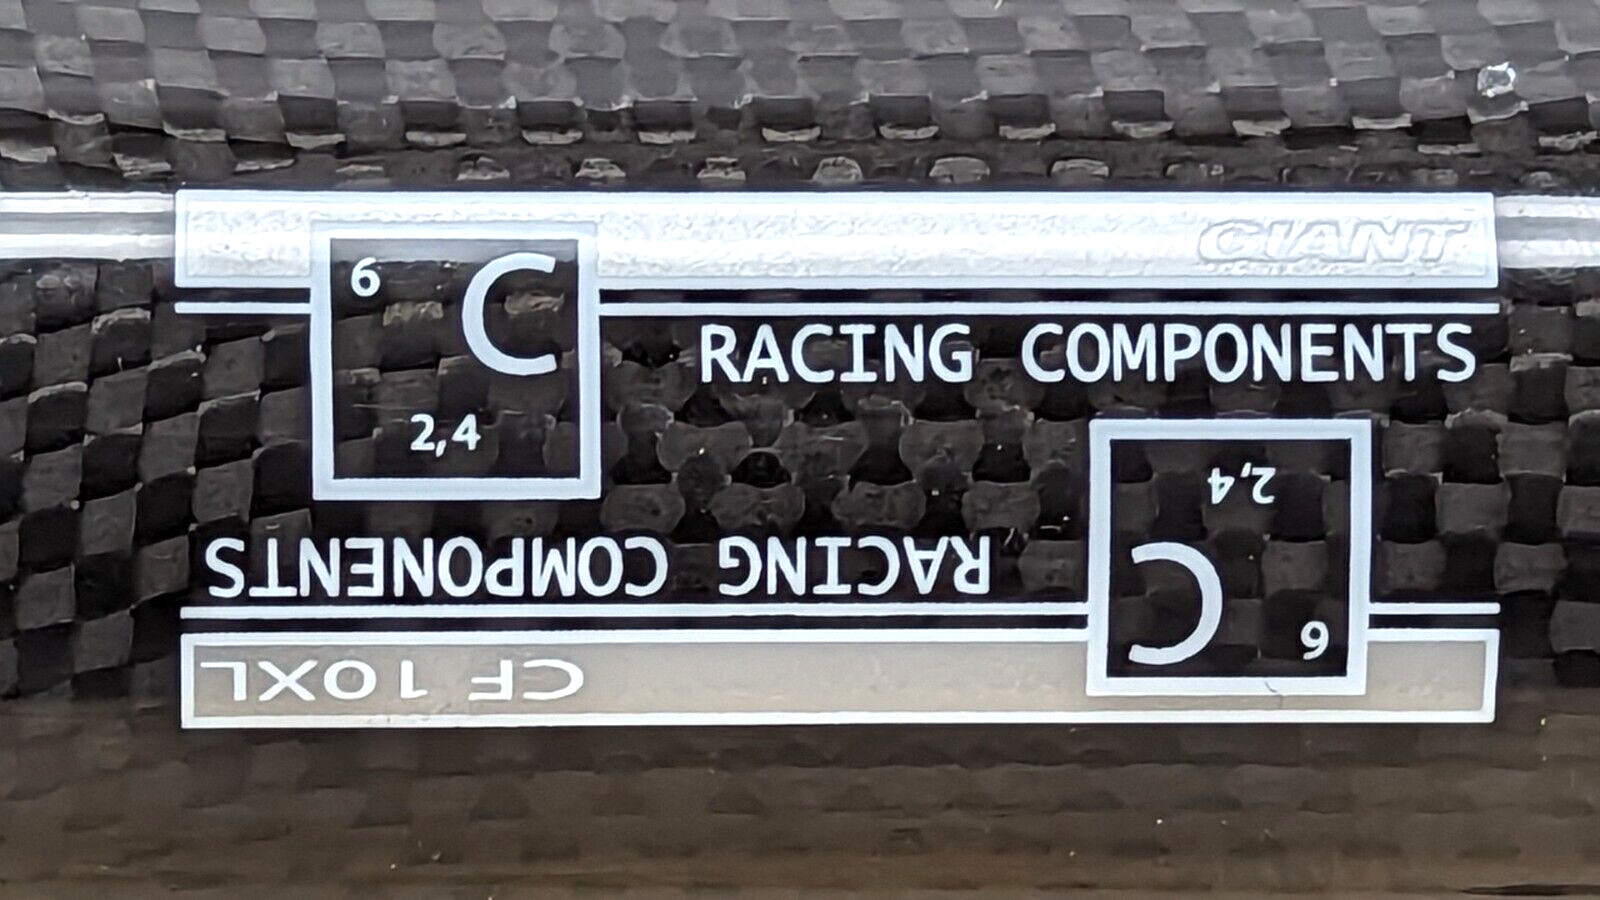 GIANT
6
C
2,4
RACING COMPONENTS
2,4
C
6
RACING COMPONENTS
CF 10XL